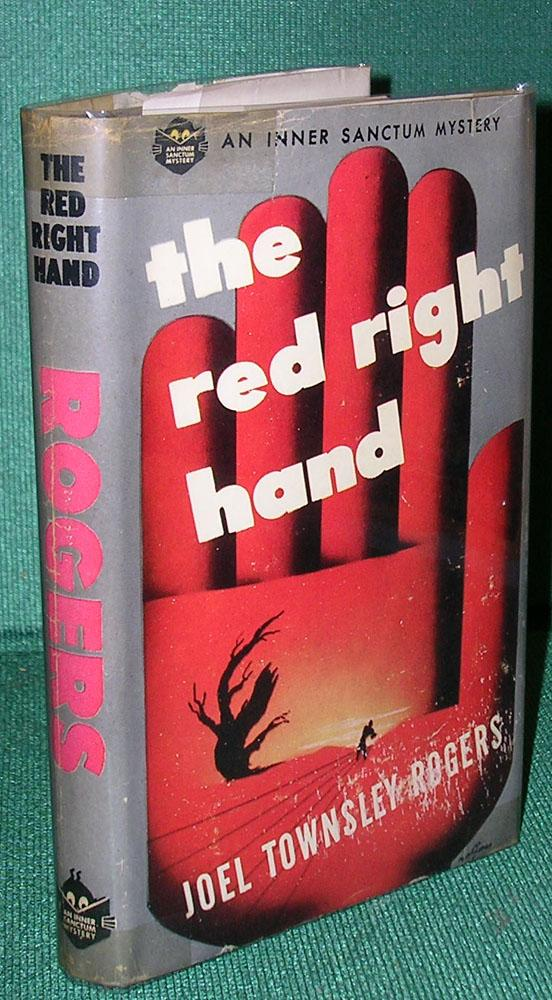 THE
RED
RIGHT
HAND
ROGERS
AN INNER
SANCTUM
MYSTERY
AN INNER
SANCTUM
MYSTERY
AN INNER SANCTUM MYSTERY
the
red right
hand
JOEL TOWNSLEY ROGERS